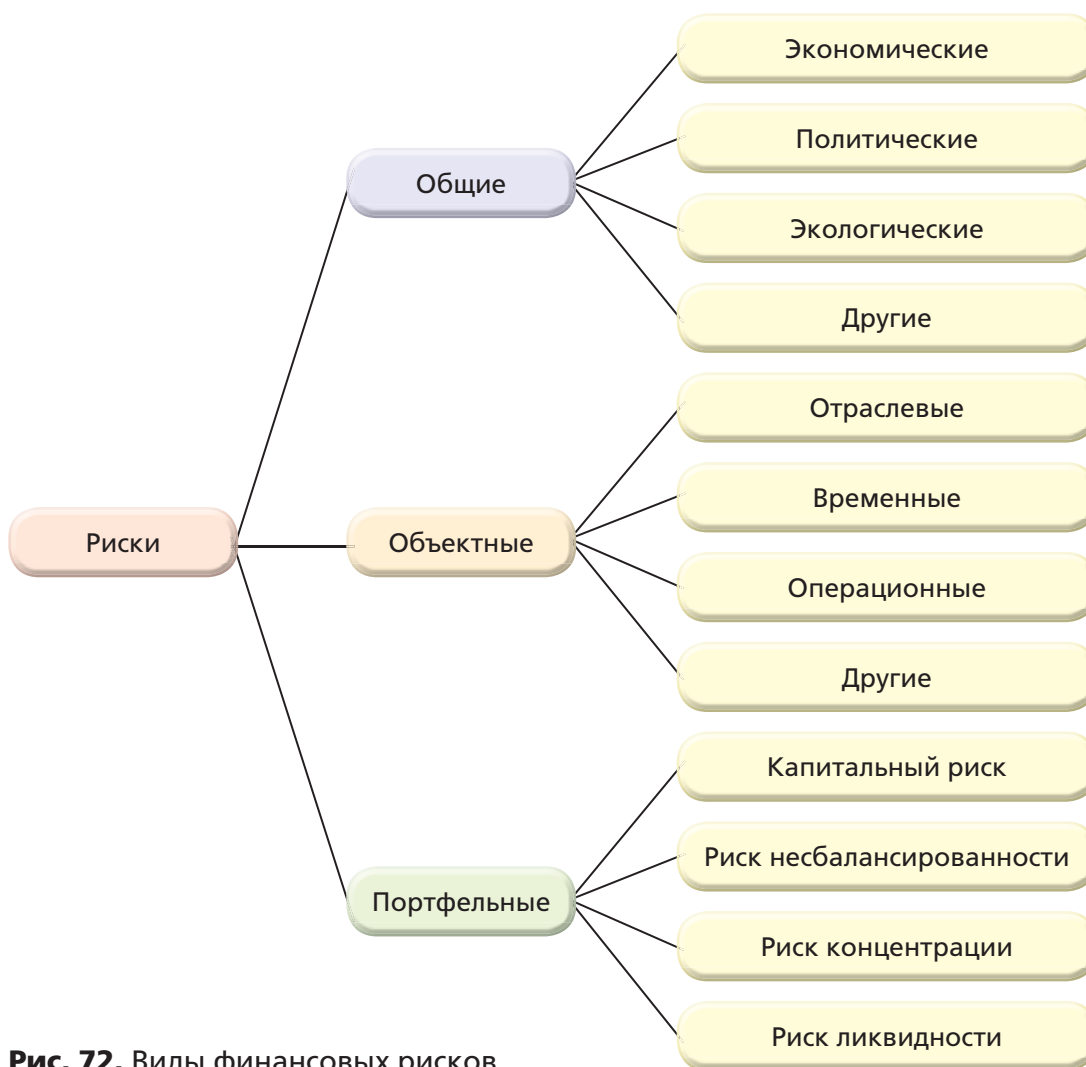 Экономические
Политические
Общие
Экологические
Другие
Отраслевые
Временные
Риски
Объектные
Операционные
Другие
Капитальный риск
Риск несбалансированности
Портфельные
Риск концентрации
Риск ликвидности
Рис. 72. Виды финансовых рисков